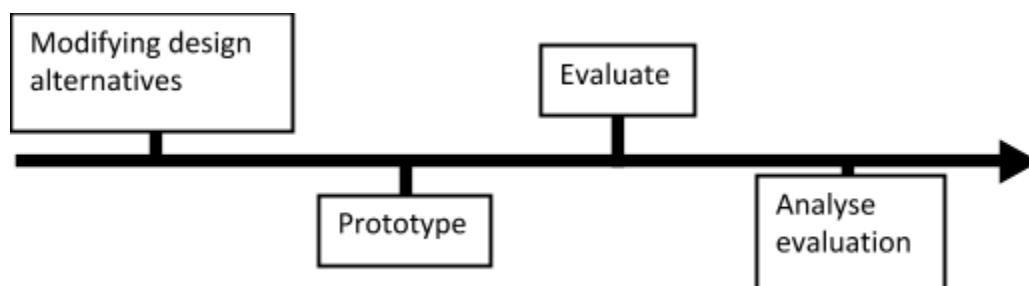 Modifying design
alternatives
Prototype
Evaluate
Analyse
evaluation